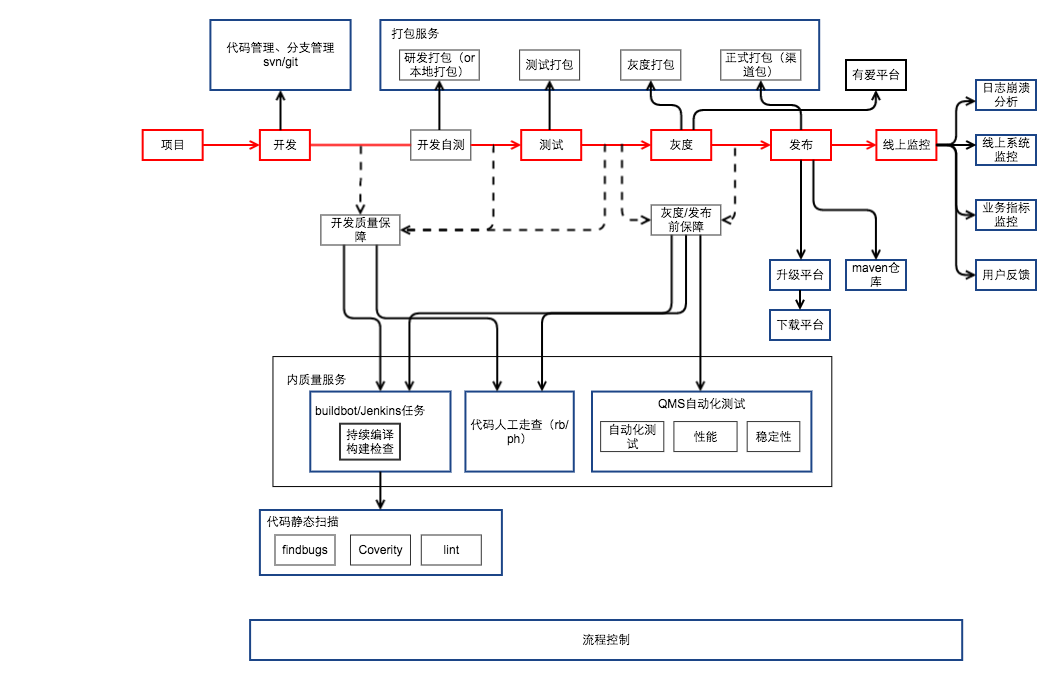 代码管理、分支管理
svn/git
打包服务
研发打包（or
本地打包）
测试打包
灰度打包
正式打包（渠
道包）
有爱平台
日志崩溃
分析
项目
开发
开发自测
测试
灰度
发布
线上监控
线上系统
监控
开发质量保
障
灰度/发布
前保障
业务指标
监控
升级平台
maven仓
库
用户反馈
下载平台
内质量服务
buildbot/Jenkins任务
持续编译
构建检查
代码人工走查（rb/
ph）
QMS自动化测试
自动化测
试
性能
稳定性
代码静态扫描
findbugs
Coverity
lint
流程控制